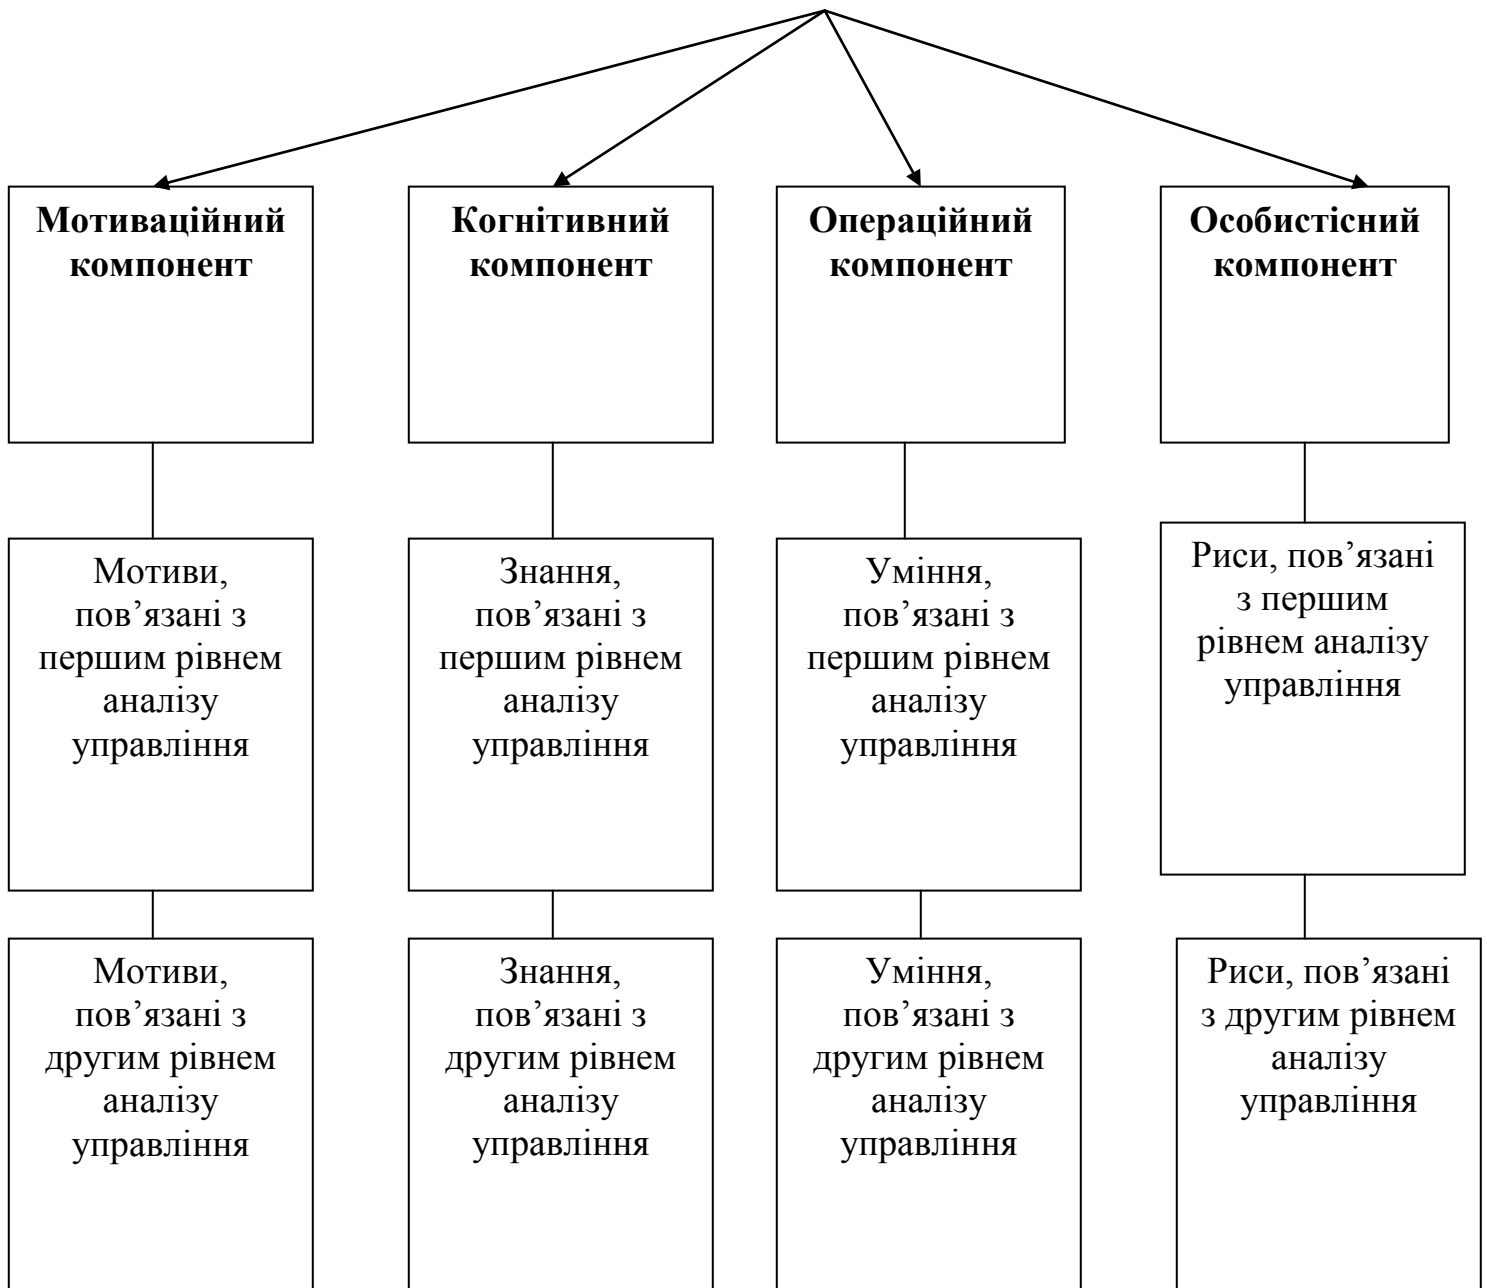 Мотиваційний
компонент
Когнітивний
компонент
Операційний
компонент
Особистісний
компонент
Мотиви,
пов’язані з
першим рівнем
аналізу
управління
Знання,
пов’язані з
першим рівнем
аналізу
управління
Уміння,
пов’язані з
першим рівнем
аналізу
управління
Риси, пов’язані
з першим
рівнем аналізу
управління
Мотиви,
пов’язані з
другим рівнем
аналізу
управління
Знання,
пов’язані з
другим рівнем
аналізу
управління
Уміння,
пов’язані з
другим рівнем
аналізу
управління
Риси, пов’язані
з другим рівнем
аналізу
управління